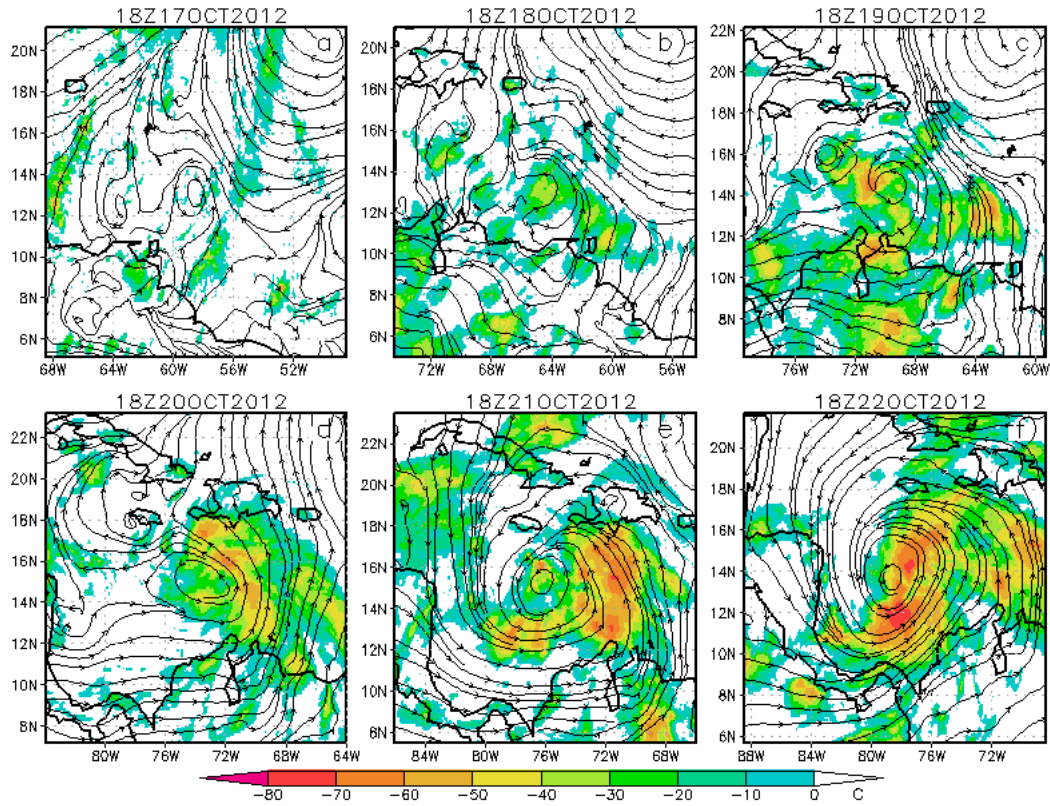 18Z17OCT2012
a
20N
18N
16N
14N
12N
10N
8N
6N
68W 64W 60W 56W 52W
18Z18OCT2012
b
20N
18N
16N
14N
12N
10N
8N
6N
72W 68W 64W 60W 56W
18Z19OCT2012
c
22N
20N
18N
16N
14N
12N
10N
8N
76W 72W 68W 64W 60W
18Z20OCT2012
d
22N
20N
18N
16N
14N
12N
10N
8N
80W 76W 72W 68W 64W
18Z21OCT2012
e
22N
20N
18N
16N
14N
12N
10N
8N
6N
84W 80W 76W 72W 68W
18Z22OCT2012
f
20N
18N
16N
14N
12N
10N
8N
6N
88W 84W 80W 76W 72W
-80 -70 -60 -50 -40 -30 -20 -10 0 C